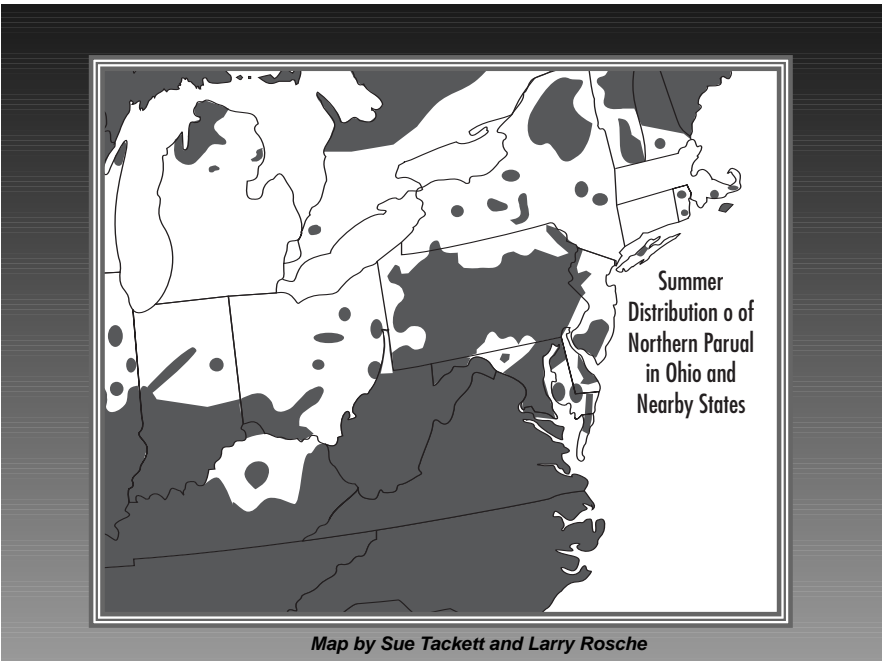 Summer
Distribution o of
Northern Parual
in Ohio and
Nearby States
Map by Sue Tackett and Larry Rosche